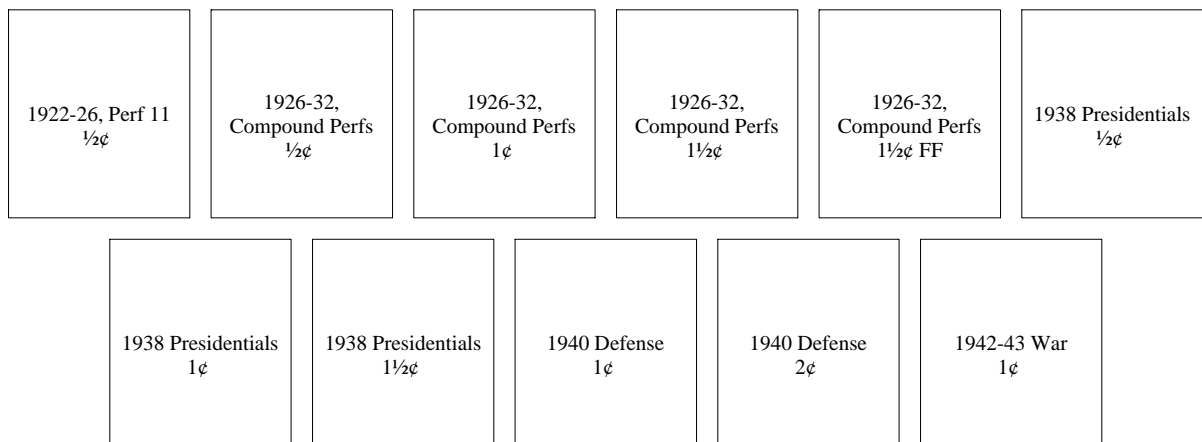 1922-26, Perf 11
½¢
1926-32,
Compound Perfs
½¢
1926-32,
Compound Perfs
1¢
1926-32,
Compound Perfs
1½¢
1926-32,
Compound Perfs
1½¢ FF
1938 Presidentials
½¢
1938 Presidentials
1¢
1938 Presidentials
1½¢
1940 Defense
1¢
1940 Defense
2¢
1942-43 War
1¢